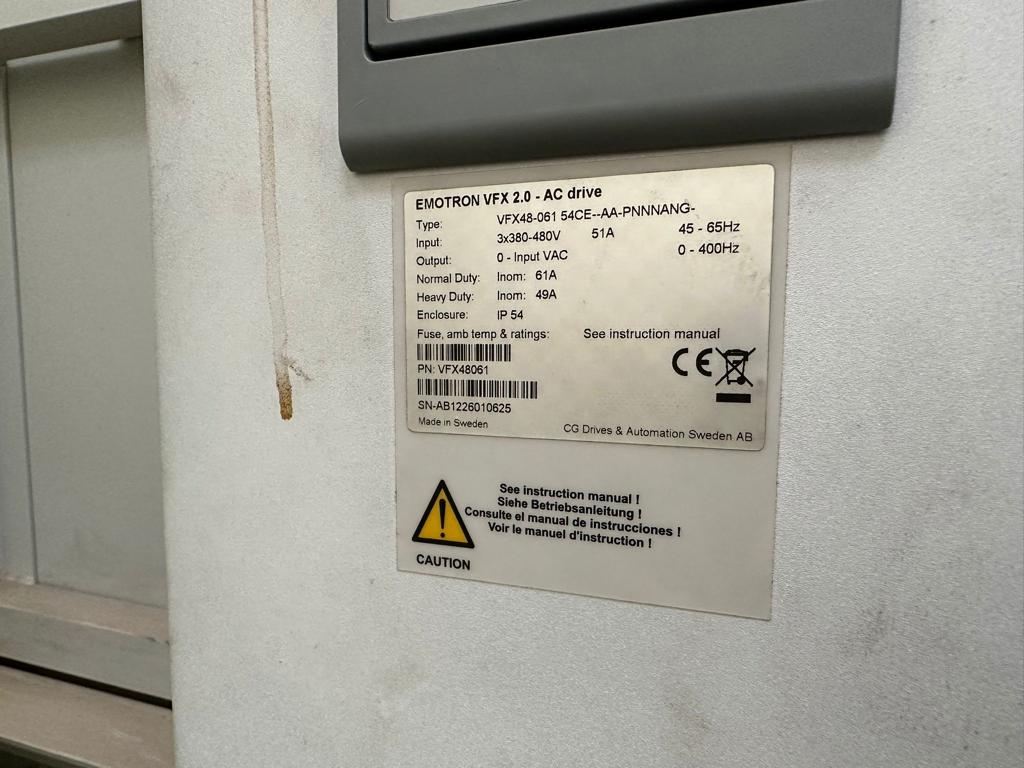 EMOTRON VFX 2.0 - AC drive
Type: VFX48-061 54CE--AA-PNNNANG-
Input: 3x380-480V 51A 45 - 65Hz
Output: 0 - Input VAC 0 - 400Hz
Normal Duty: Inom: 61A
Heavy Duty: Inom: 49A
Enclosure: IP 54
Fuse, amb temp & ratings: See instruction manual
CE
PN: VFX48061
SN-AB1226010625
Made in Sweden CG Drives & Automation Sweden AB
See instruction manual !
Siehe Betriebsanleitung !
Consulte el manual de instrucciones !
Voir le manuel d'instruction !
CAUTION